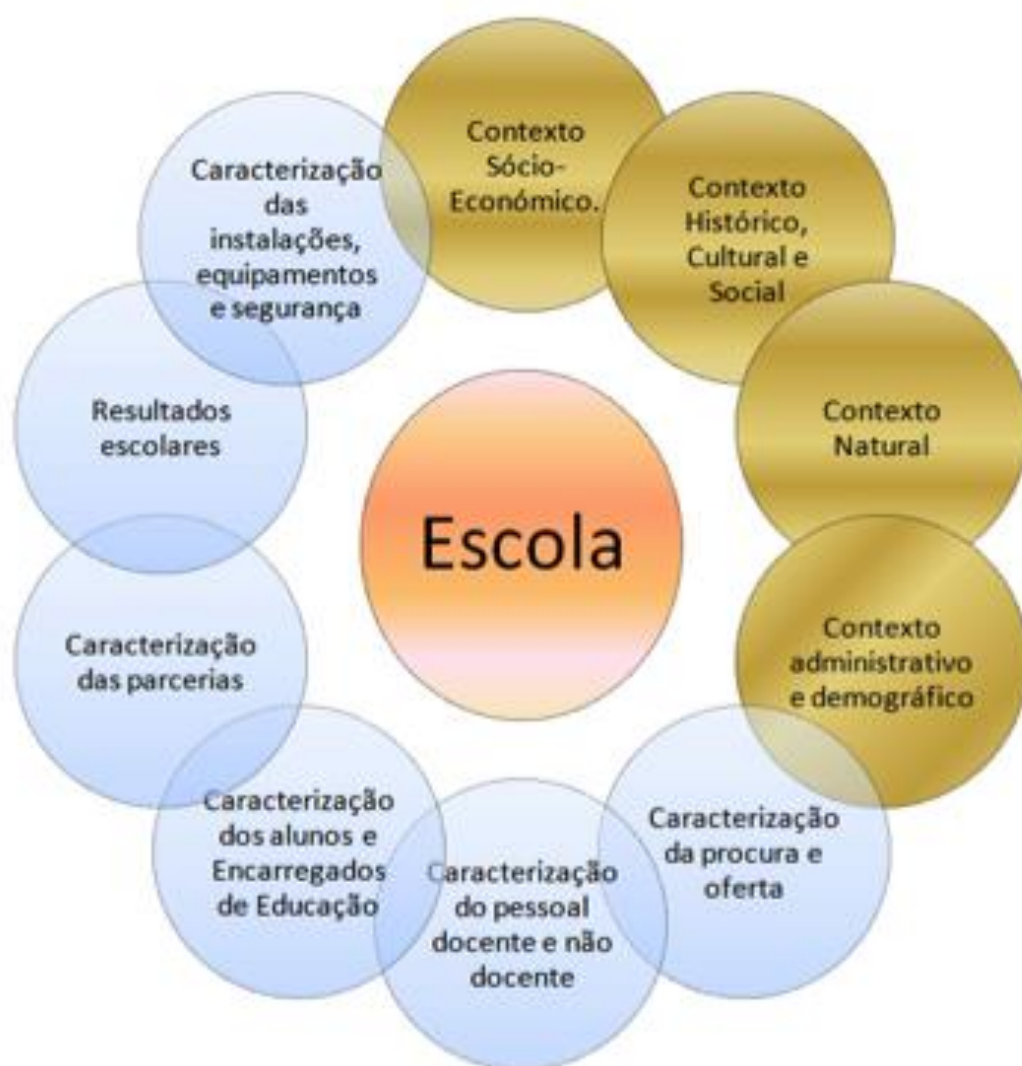 Contexto
Sócio-
Económico.
Contexto
Histórico,
Cultural e
Social
Contexto
Natural
Contexto
administrativo
e demográfico
Caracterização
da procura e
oferta
Caracterização
do pessoal
docente e não
docente
Caracterização
dos alunos e
Encarregados
de Educação
Caracterização
das parcerias
Resultados
escolares
Caracterização
das
instalações,
equipamentos
e segurança
Escola